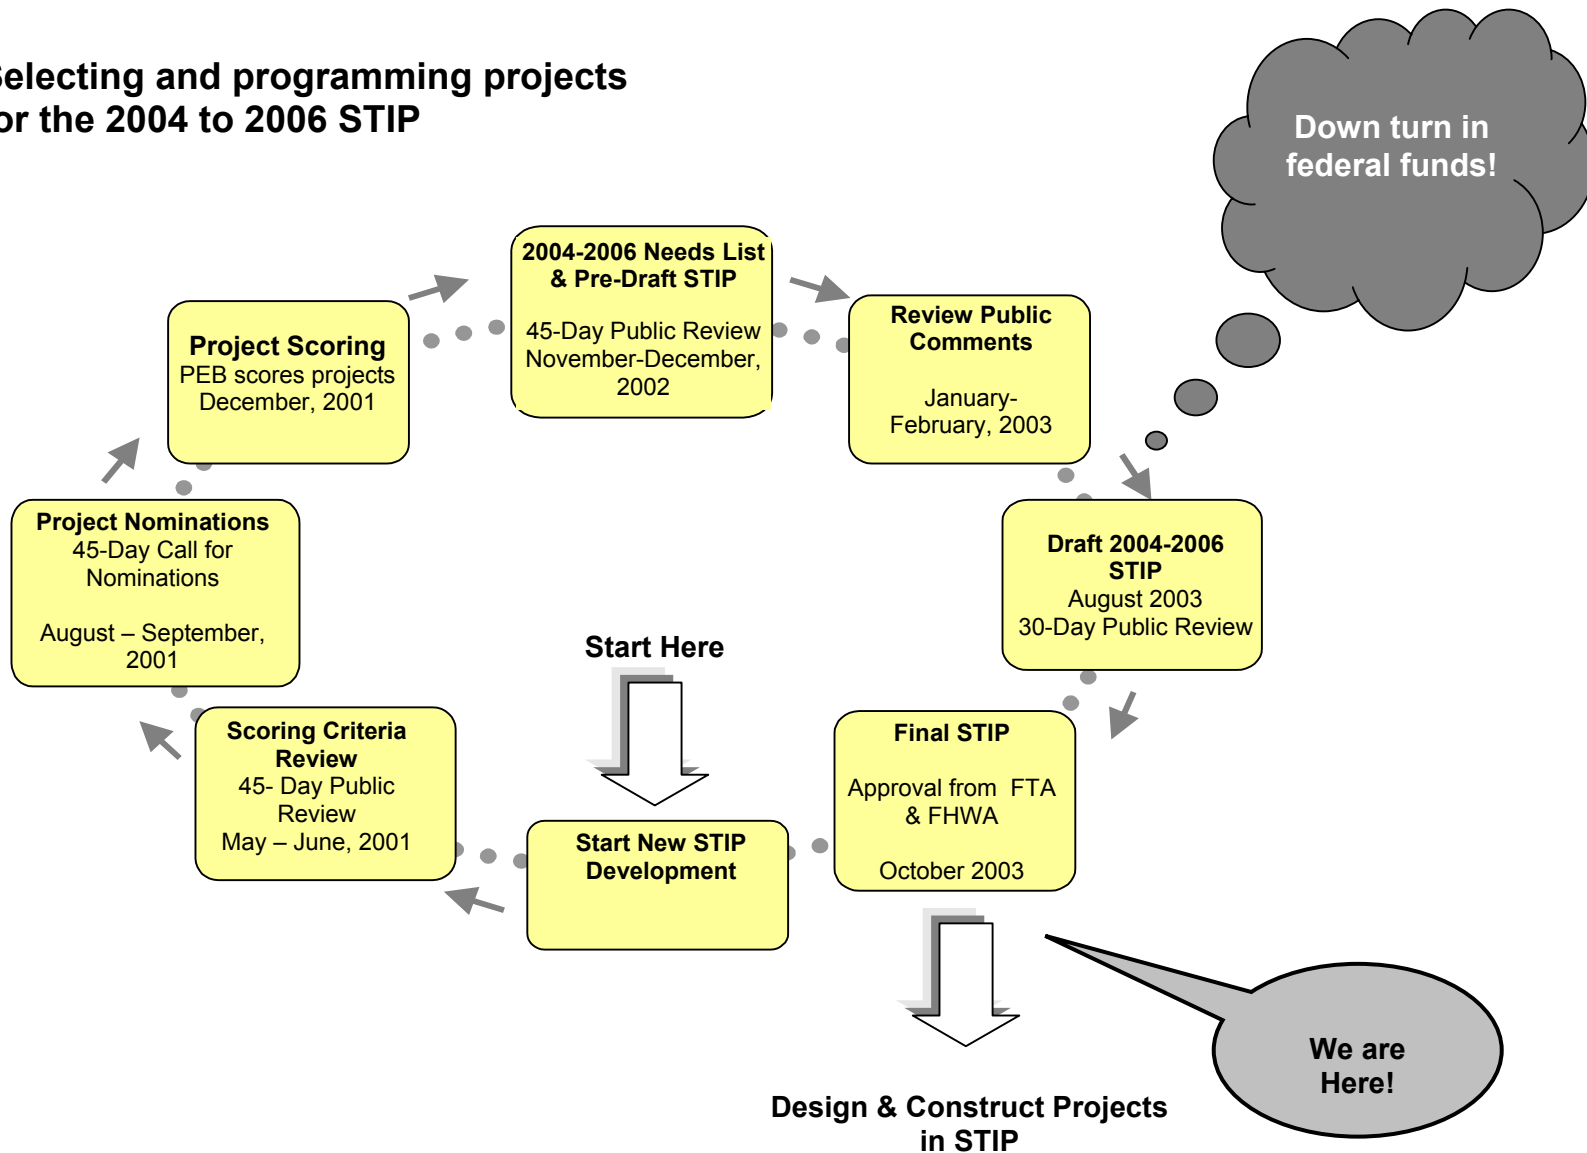 electing and programming projects
or the 2004 to 2006 STIP
Down turn in
federal funds!
2004-2006 Needs List
& Pre-Draft STIP
45-Day Public Review
November-December,
2002
Review Public
Comments
January-
February, 2003
Project Scoring
PEB scores projects
December, 2001
Project Nominations
45-Day Call for
Nominations
August – September,
2001
Draft 2004-2006
STIP
August 2003
30-Day Public Review
Start Here
Scoring Criteria
Review
45- Day Public
Review
May – June, 2001
Start New STIP
Development
Final STIP
Approval from FTA
& FHWA
October 2003
We are
Here!
Design & Construct Projects
in STIP